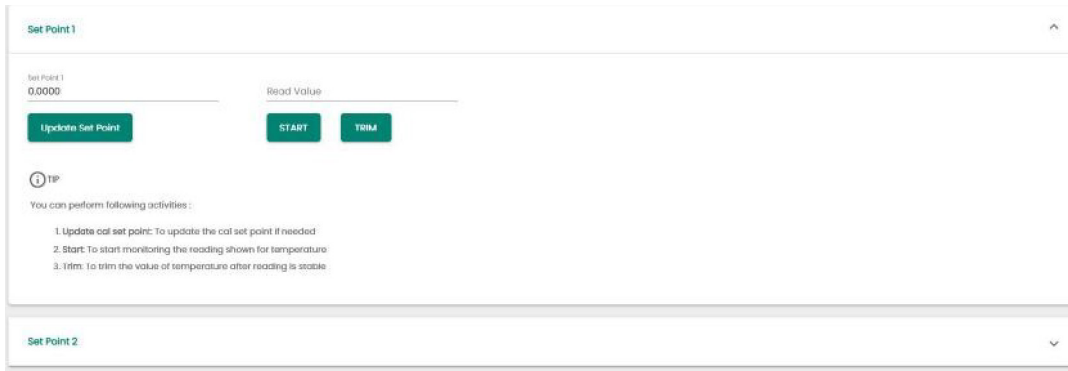 Set Point 1
Set Point 1
0.0000
Read Value
Update Set Point
START
TRIM
TIP
You can perform following activities :
1. Update cal set point: To update the cal set point if needed
2. Start: To start monitoring the reading shown for temperature
3. Trim: To trim the value of temperature after reading is stable
Set Point 2